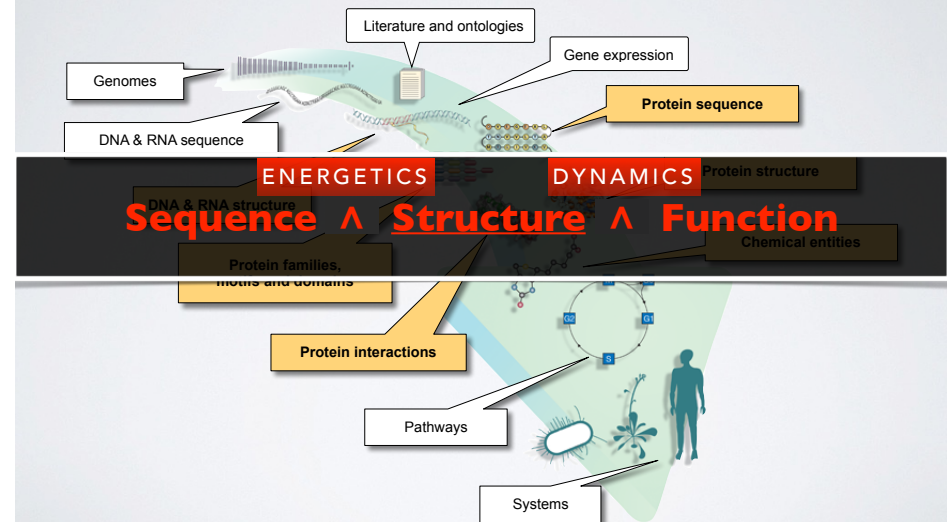 Literature and ontologies
Gene expression
Genomes
Protein sequence
DNA & RNA sequence
ENERGETICS
DYNAMICS
Protein structure
DNA & RNA structure
Sequence ∧ Structure ∧ Function
Chemical entities
Protein families,
motifs and domains
G2
G1
Protein interactions
S
Pathways
Systems